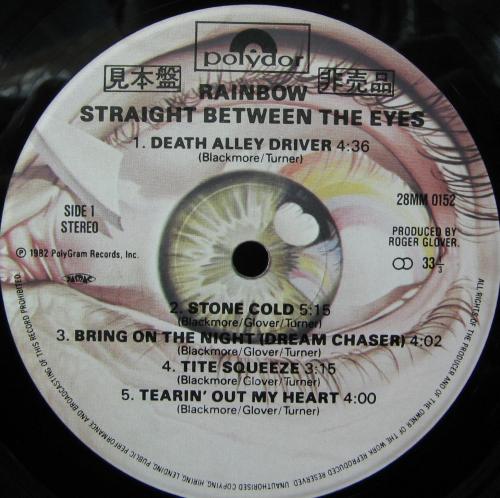 polydor
見本盤
非売品
RAINBOW
STRAIGHT BETWEEN THE EYES
1. DEATH ALLEY DRIVER 4:36
(Blackmore/Turner)
SIDE 1
STEREO
28MM 0152
℗ 1982 PolyGram Records, Inc.
PRODUCED BY
ROGER GLOVER.
33⅓
2. STONE COLD 5:15
(Blackmore/Glover/Turner)
3. BRING ON THE NIGHT (DREAM CHASER) 4:02
(Blackmore/Glover/Turner)
4. TITE SQUEEZE 3:15
(Blackmore/Glover/Turner)
5. TEARIN' OUT MY HEART 4:00
(Blackmore/Glover/Turner)
ALL RIGHTS OF THE PRODUCER AND OF THE OWNER OF THE WORK REPRODUCED RESERVED. UNAUTHORISED COPYING, HIRING, LENDING, PUBLIC PERFORMANCE AND BROADCASTING OF THIS RECORD PROHIBITED.